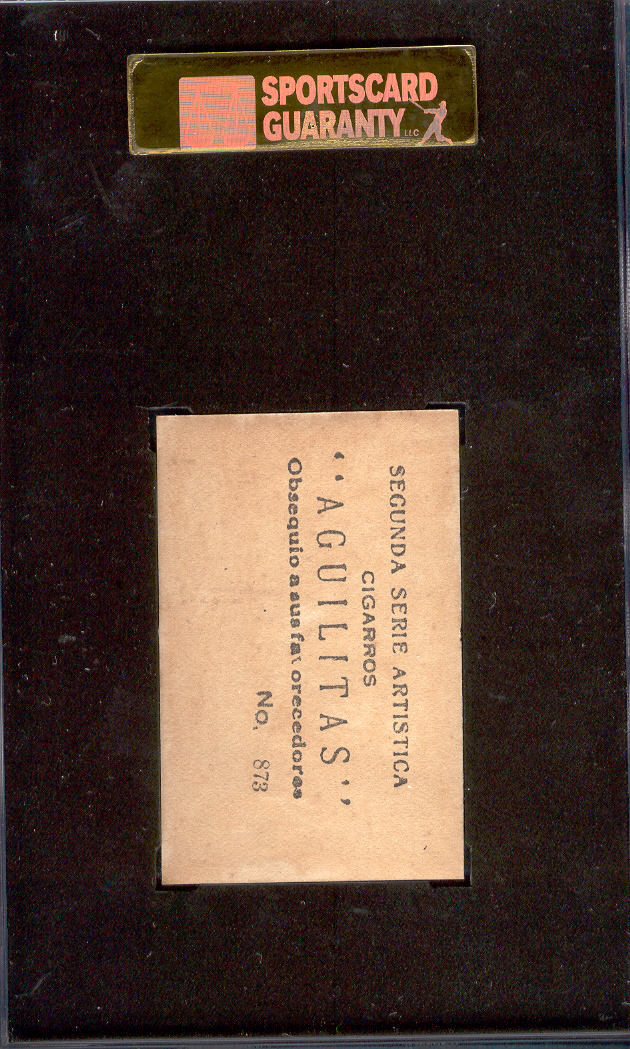 SPORTSCARD
GUARANTY LLC
SEGUNDA SERIE ARTISTICA
CIGARROS
‘‘AGUILITAS’’
Obsequio a sus favorecedores
No. 873